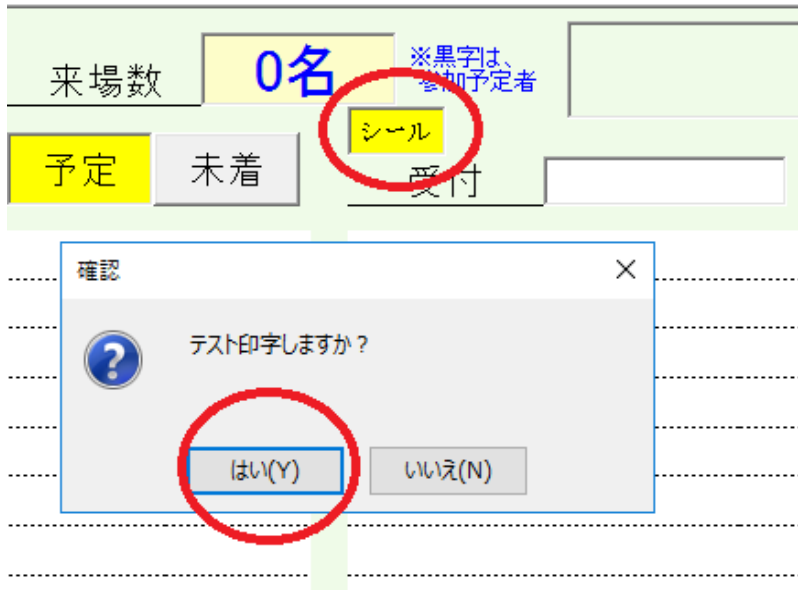 来場数
0名
※黒字は、
参加予定者
シール
予定
未着
受付
確認
テスト印字しますか？
はい(Y)
いいえ(N)